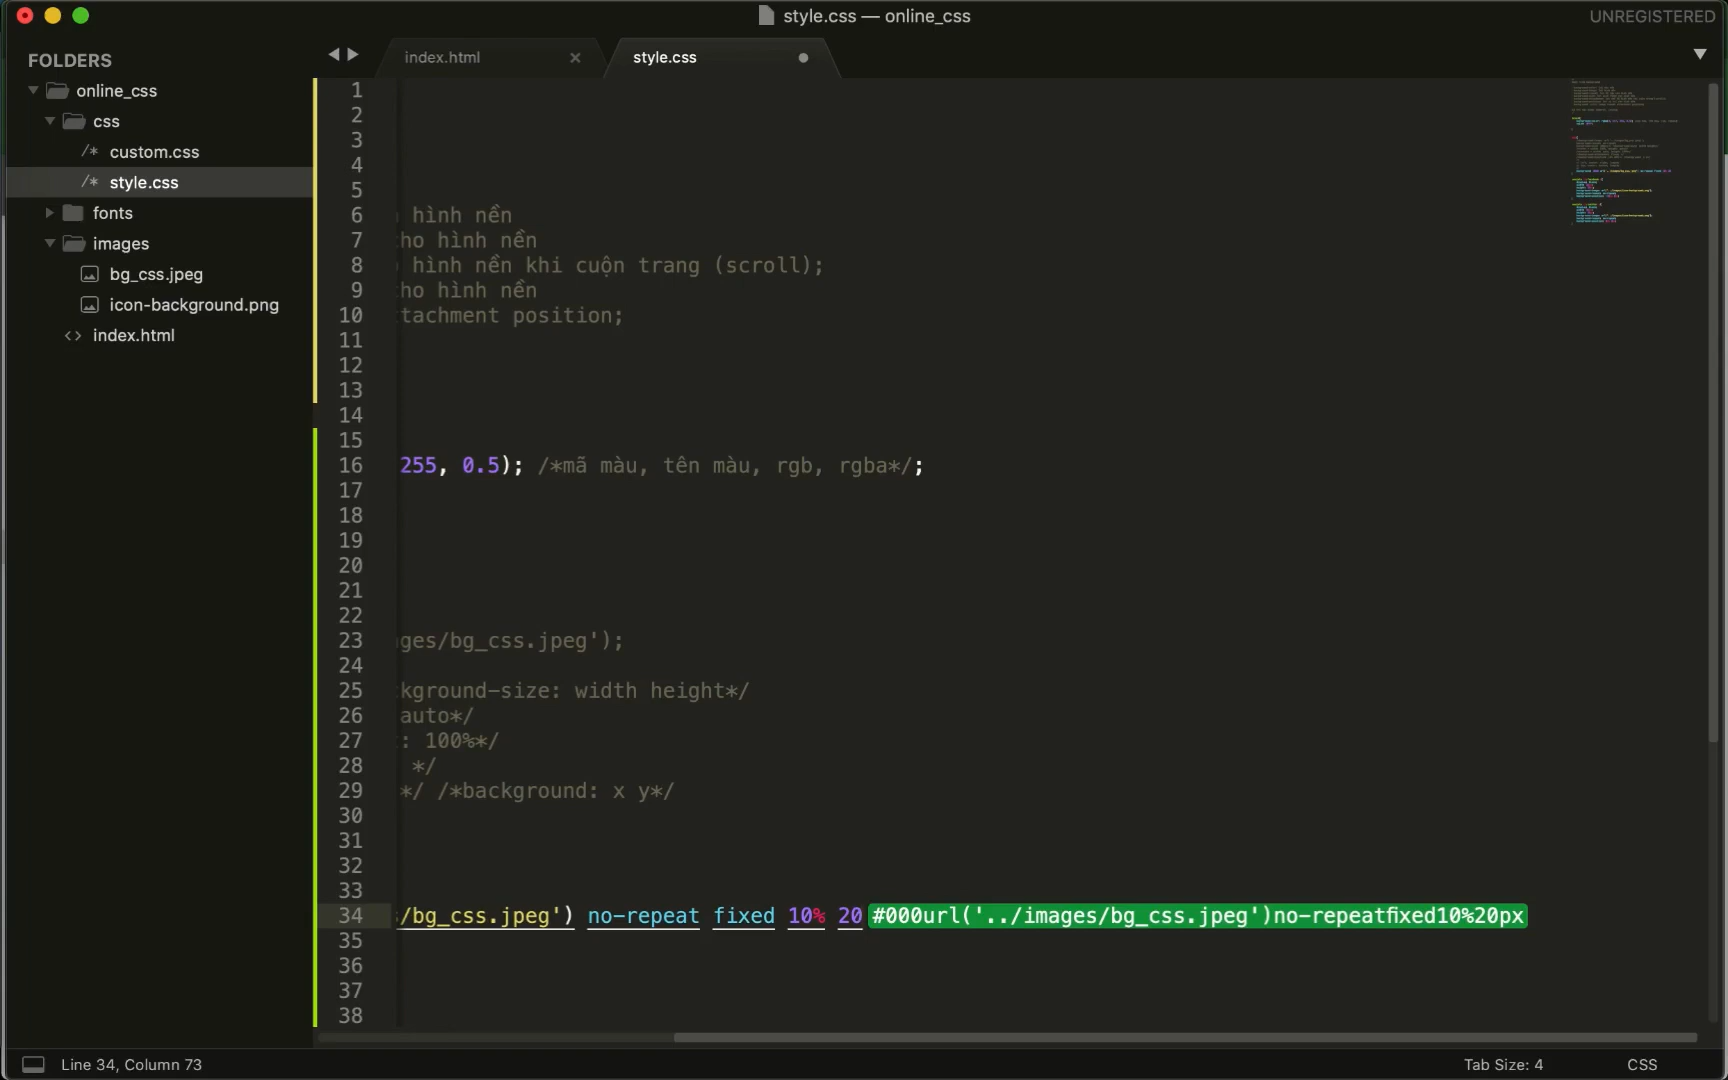 style.css — online_css
UNREGISTERED
FOLDERS
online_css
css
/* custom.css
/* style.css
fonts
images
bg_css.jpeg
icon-background.png
<> index.html
index.html ×
style.css
1
2
3
4
5
6 hình nền
7 ho hình nền
8 hình nền khi cuộn trang (scroll);
9 ho hình nền
10 tachment position;
11
12
13
14
15
16 255, 0.5); /*mã màu, tên màu, rgb, rgba*/;
17
18
19
20
21
22
23 ges/bg_css.jpeg');
24
25 kground-size: width height*/
26 auto*/
27 : 100%*/
28 */
29 */ /*background: x y*/
30
31
32
33
34 /bg_css.jpeg') no-repeat fixed 10% 20 #000url('../images/bg_css.jpeg')no-repeatfixed10%20px
35
36
37
38
Line 34, Column 73
Tab Size: 4
CSS